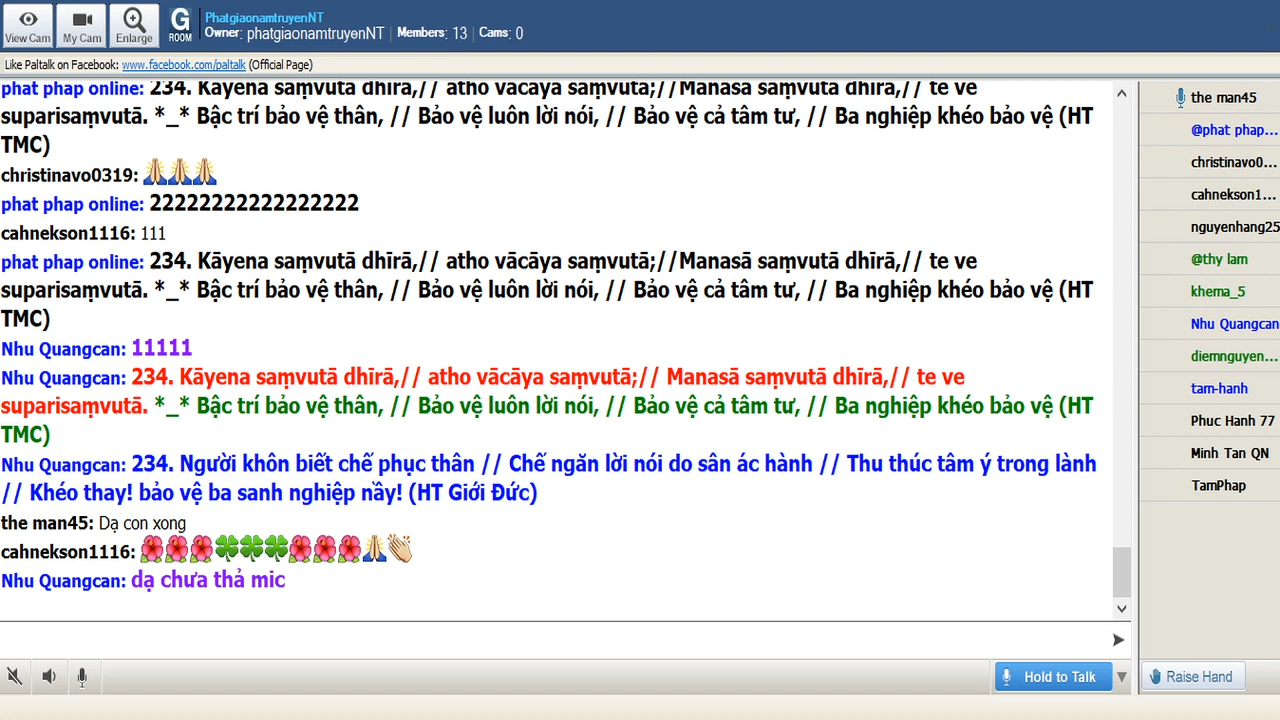 View Cam
My Cam
Enlarge
G
ROOM
PhatgiaonamtruyenNT
Owner: phatgiaonamtruyenNT | Members: 13 | Cams: 0
Like Paltalk on Facebook: www.facebook.com/paltalk (Official Page)
phat phap online: 234. Kāyena saṃvutā dhīrā,// atho vācāya saṃvutā;//Manasā saṃvutā dhīrā,// te ve
suparisaṃvutā. *_* Bậc trí bảo vệ thân, // Bảo vệ luôn lời nói, // Bảo vệ cả tâm tư, // Ba nghiệp khéo bảo vệ (HT
TMC)
christinavo0319: 🙏🙏🙏
phat phap online: 22222222222222222
cahnekson1116: 111
phat phap online: 234. Kāyena saṃvutā dhīrā,// atho vācāya saṃvutā;//Manasā saṃvutā dhīrā,// te ve
suparisaṃvutā. *_* Bậc trí bảo vệ thân, // Bảo vệ luôn lời nói, // Bảo vệ cả tâm tư, // Ba nghiệp khéo bảo vệ (HT
TMC)
Nhu Quangcan: 11111
Nhu Quangcan: 234. Kāyena saṃvutā dhīrā,// atho vācāya saṃvutā;// Manasā saṃvutā dhīrā,// te ve
suparisaṃvutā. *_* Bậc trí bảo vệ thân, // Bảo vệ luôn lời nói, // Bảo vệ cả tâm tư, // Ba nghiệp khéo bảo vệ (HT
TMC)
Nhu Quangcan: 234. Người khôn biết chế phục thân // Chế ngăn lời nói do sân ác hành // Thu thúc tâm ý trong lành
// Khéo thay! bảo vệ ba sanh nghiệp nầy! (HT Giới Đức)
the man45: Dạ con xong
cahnekson1116: 🌺🌺🌺🍀🍀🍀🌺🌺🌺🙏👏
Nhu Quangcan: dạ chưa thả mic
the man45
@phat phap...
christinavo0...
cahnekson1...
nguyenhang25
@thy lam
khema_5
Nhu Quangcan
diemnguyen...
tam-hanh
Phuc Hanh 77
Minh Tan QN
TamPhap
Hold to Talk
Raise Hand